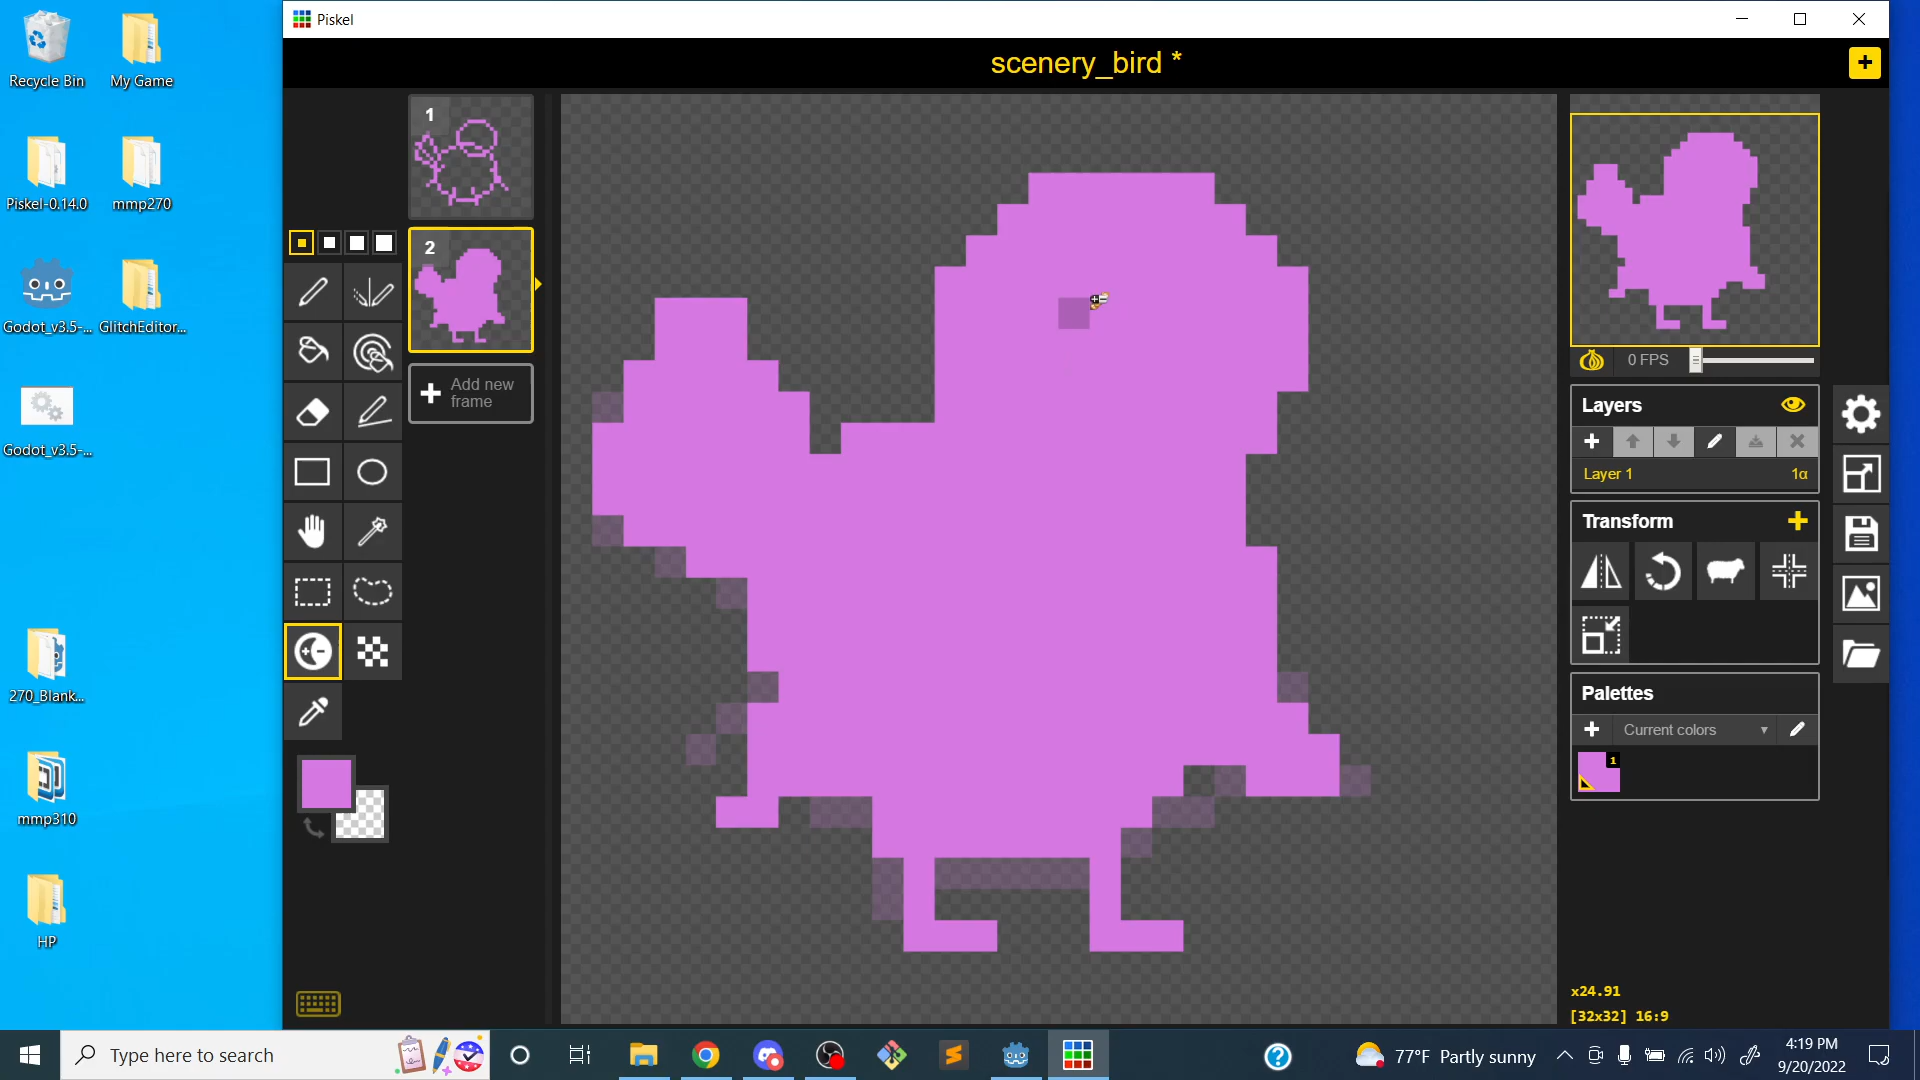 Piskel
scenery_bird *
Recycle Bin
My Game
Piskel-0.14.0
mmp270
Godot_v3.5-...
GlitchEditor...
Godot_v3.5-...
270_Blank...
mmp310
HP
1
2
Add new
frame
0 FPS
Layers
Layer 1
1α
Transform
Palettes
Current colors
1
x24.91
[32x32] 16:9
Type here to search
77°F Partly sunny
4:19 PM
9/20/2022